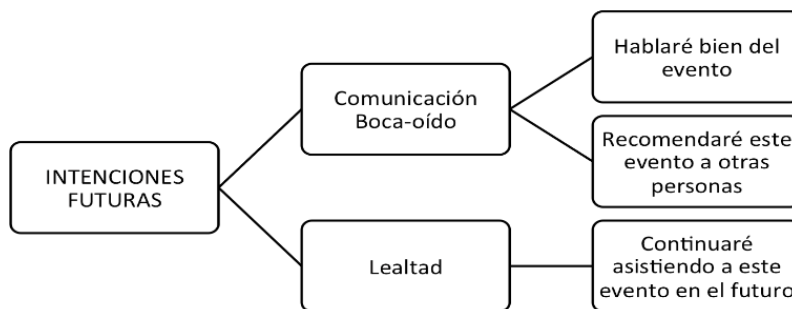 INTENCIONES
FUTURAS
Comunicación
Boca-oído
Hablaré bien del
evento
Recomendaré este
evento a otras
personas
Lealtad
Continuaré
asistiendo a este
evento en el futuro